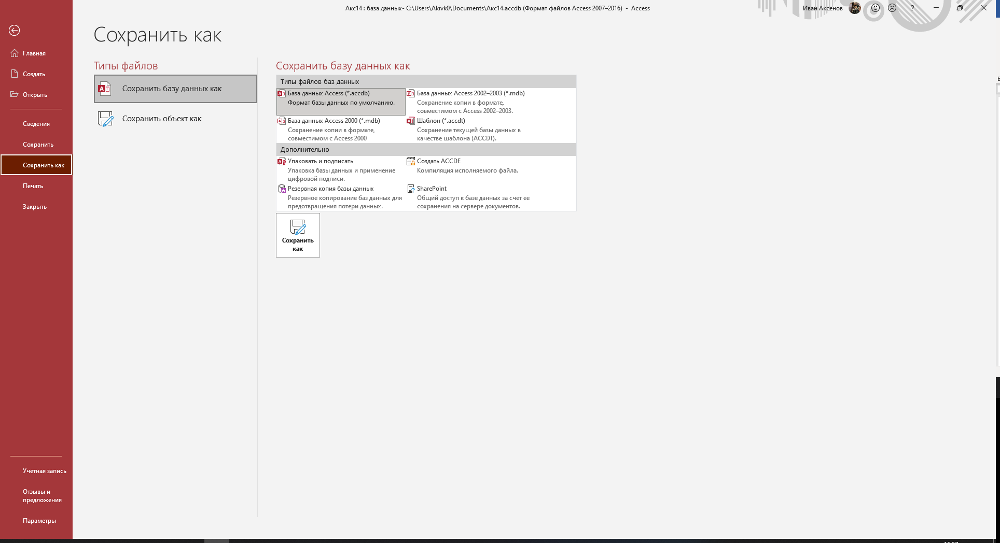 Акс14 : база данных- C:\Users\Akivk0\Documents\Акс14.accdb (Формат файлов Access 2007–2016)  -  Access
Иван Аксенов
?
Сохранить как
Главная
Создать
Открыть
Сведения
Сохранить
Сохранить как
Печать
Закрыть
Учетная запись
Отзывы и
предложения
Параметры
Типы файлов
Сохранить базу данных как
Сохранить объект как
Сохранить базу данных как
Типы файлов баз данных
База данных Access (*.accdb)
Формат базы данных по умолчанию.
База данных Access 2002–2003 (*.mdb)
Сохранение копии в формате,
совместимом с Access 2002–2003.
База данных Access 2000 (*.mdb)
Сохранение копии в формате,
совместимом с Access 2000
Шаблон (*.accdt)
Сохранение текущей базы данных в
качестве шаблона (ACCDT).
Дополнительно
Упаковать и подписать
Упаковка базы данных и применение
цифровой подписи.
Создать ACCDE
Компиляция исполняемого файла.
Резервная копия базы данных
Резервное копирование баз данных для
предотвращения потери данных.
SharePoint
Общий доступ к базе данных за счет ее
сохранения на сервере документов.
Сохранить
как